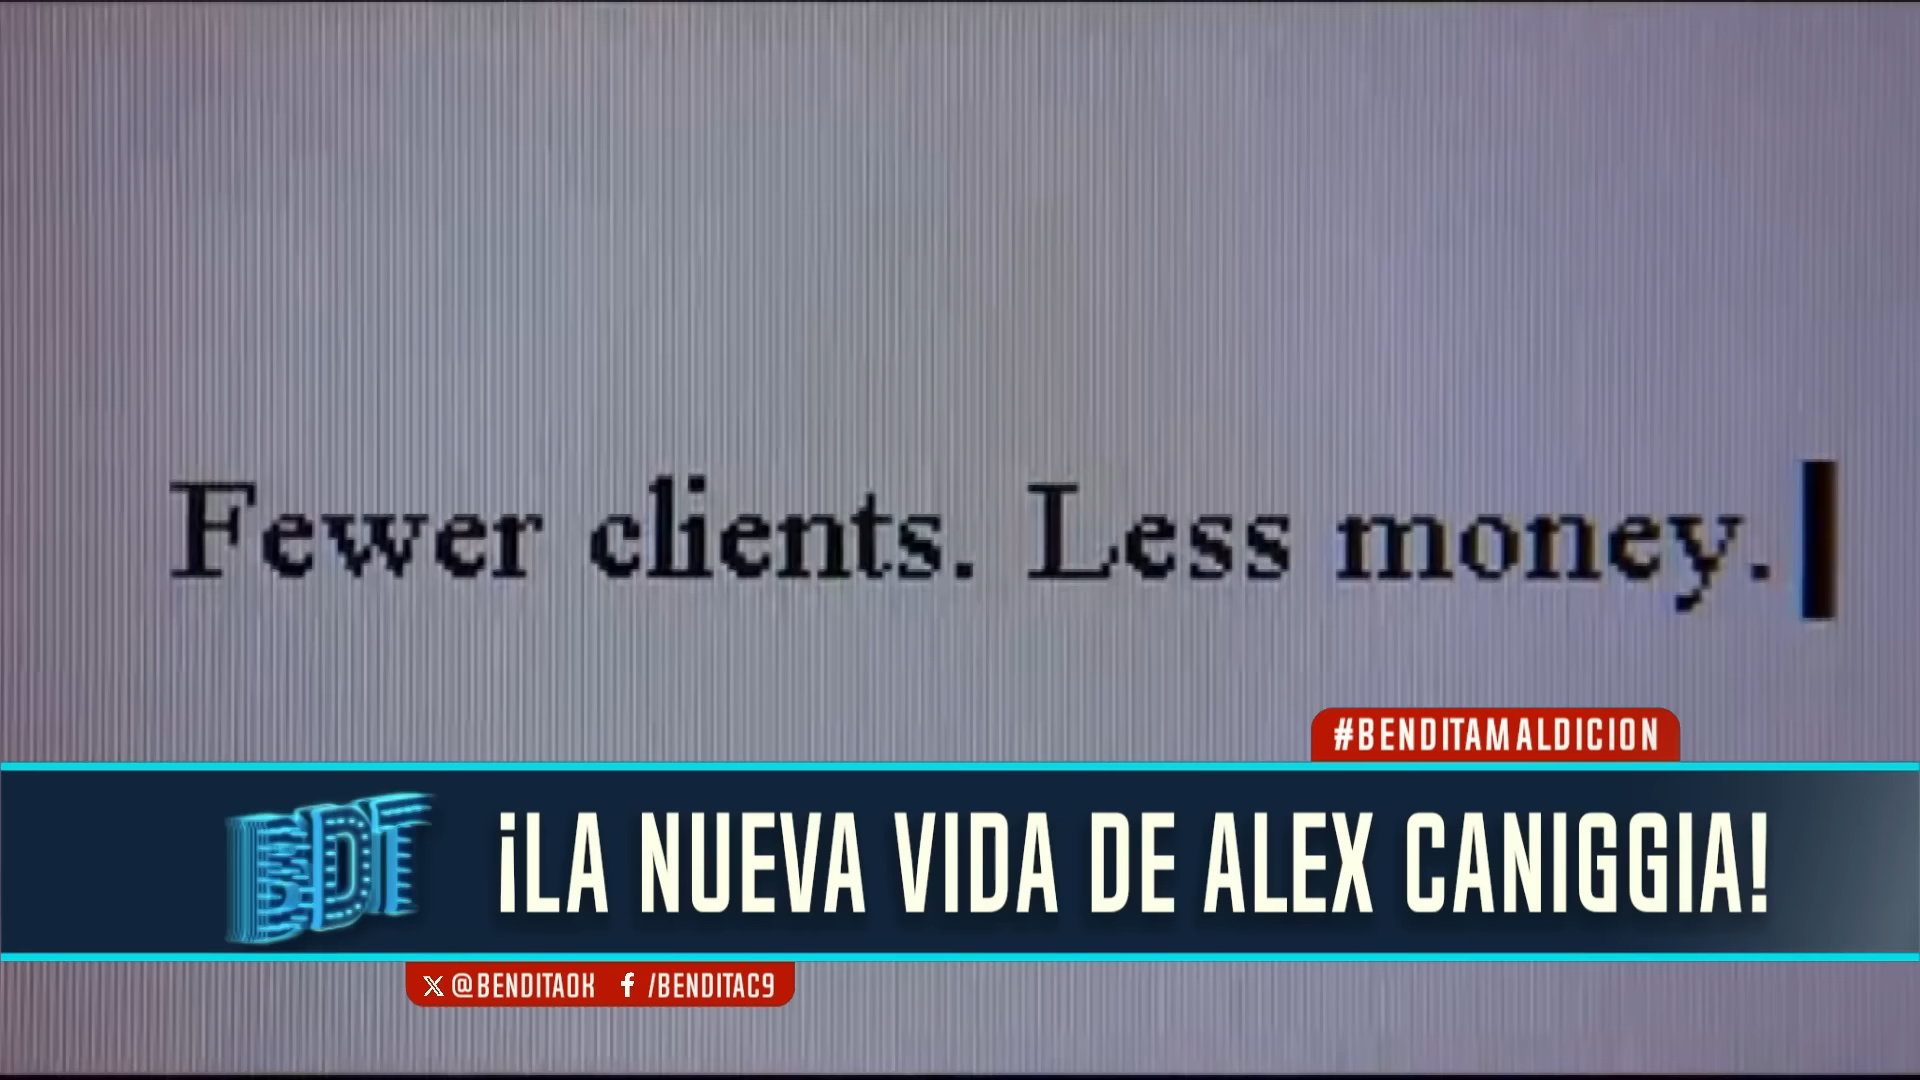 Fewer clients. Less money.
#BENDITAMALDICION
BDT
¡LA NUEVA VIDA DE ALEX CANIGGIA!
X @BENDITAOK f /BENDITAC9